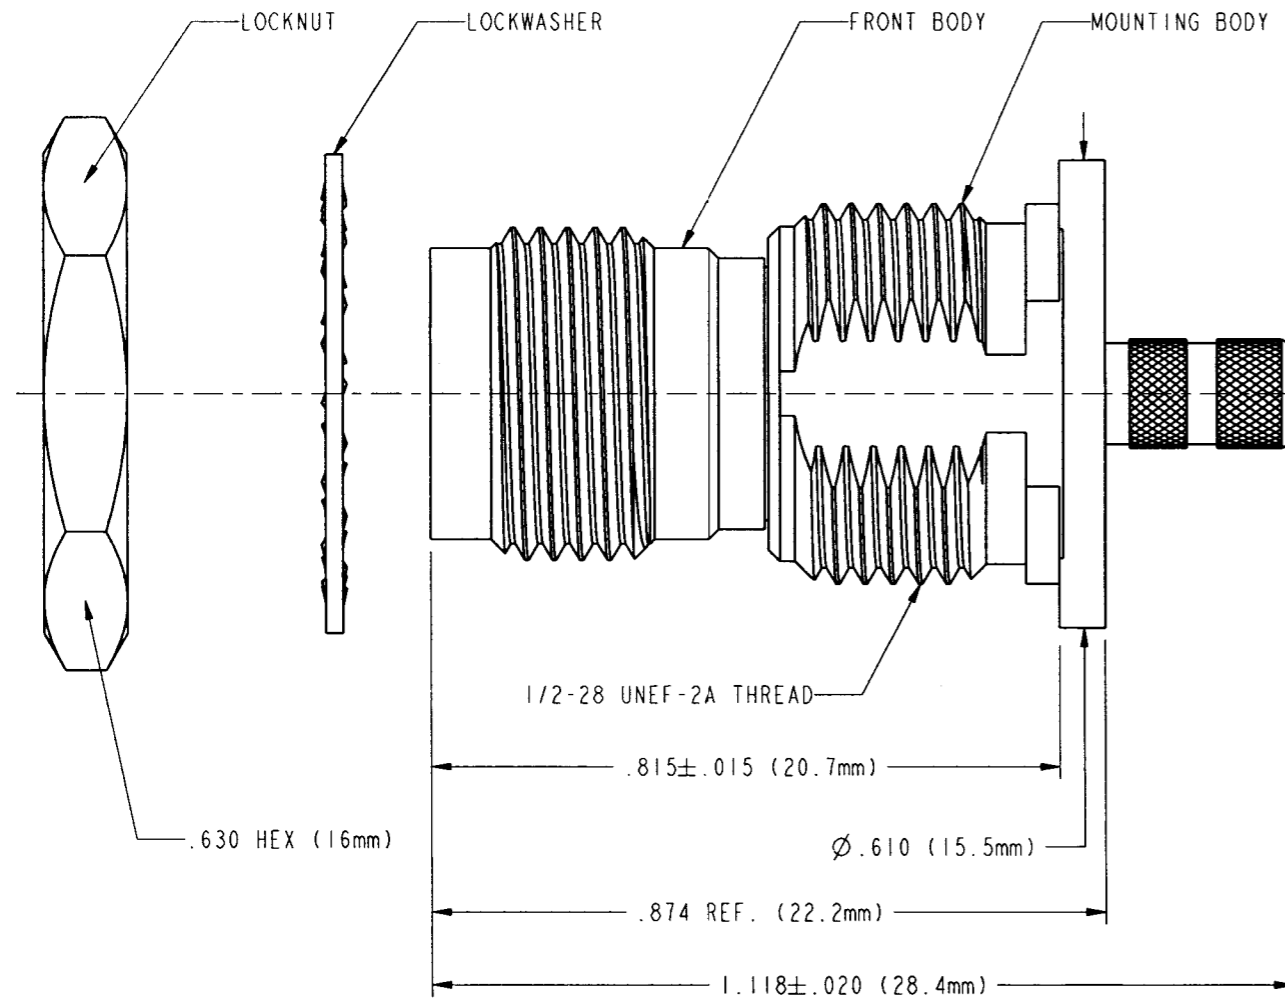 LOCKNUT
LOCKWASHER
FRONT BODY
MOUNTING BODY
1/2-28 UNEF-2A THREAD
.815±.015 (20.7mm)
.630 HEX (16mm)
Ø.610 (15.5mm)
.874 REF. (22.2mm)
1.118±.020 (28.4mm)